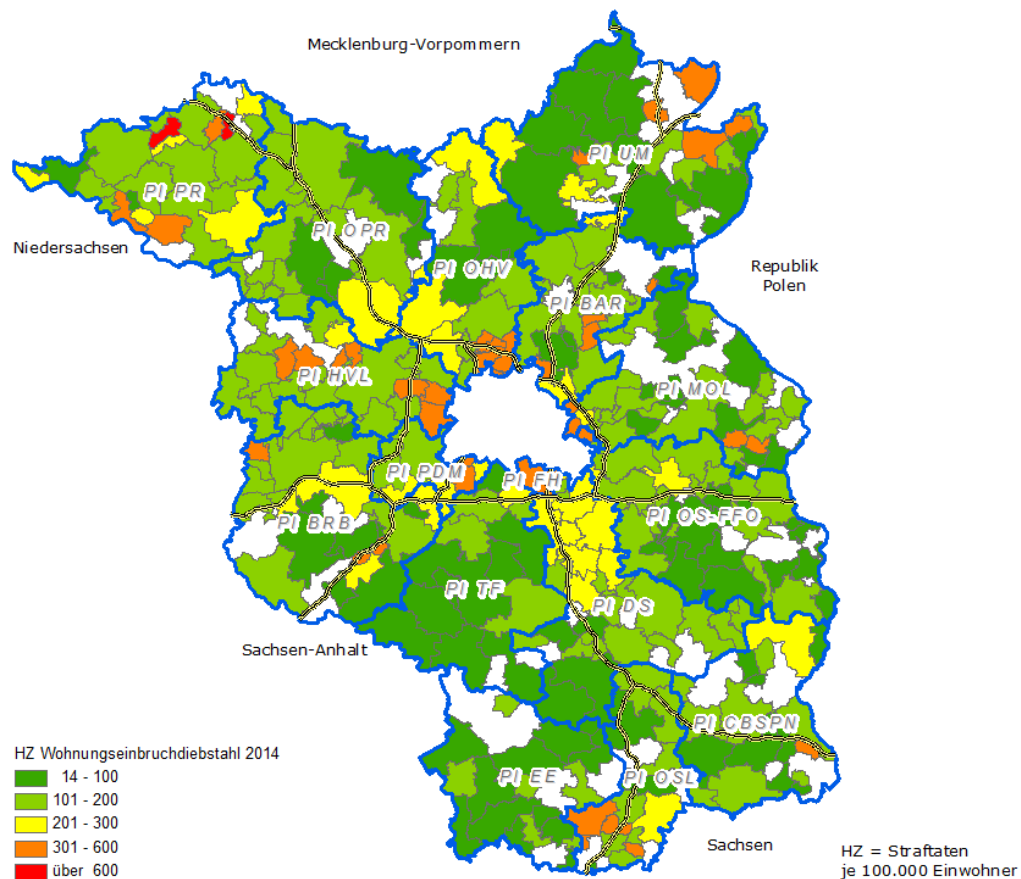 Mecklenburg-Vorpommern
PI UM
PI PR
PI OPR
Niedersachsen
PI OHV
Republik
Polen
PI BAR
PI HVL
PI MOL
PI PDM
PI FH
PI BRB
PI OS-FFO
PI TF
PI DS
Sachsen-Anhalt
PI CBSPN
HZ Wohnungseinbruchdiebstahl 2014
14 - 100
PI EE
PI OSL
101 - 200
201 - 300
Sachsen
301 - 600
HZ = Straftaten
über 600
je 100.000 Einwohner